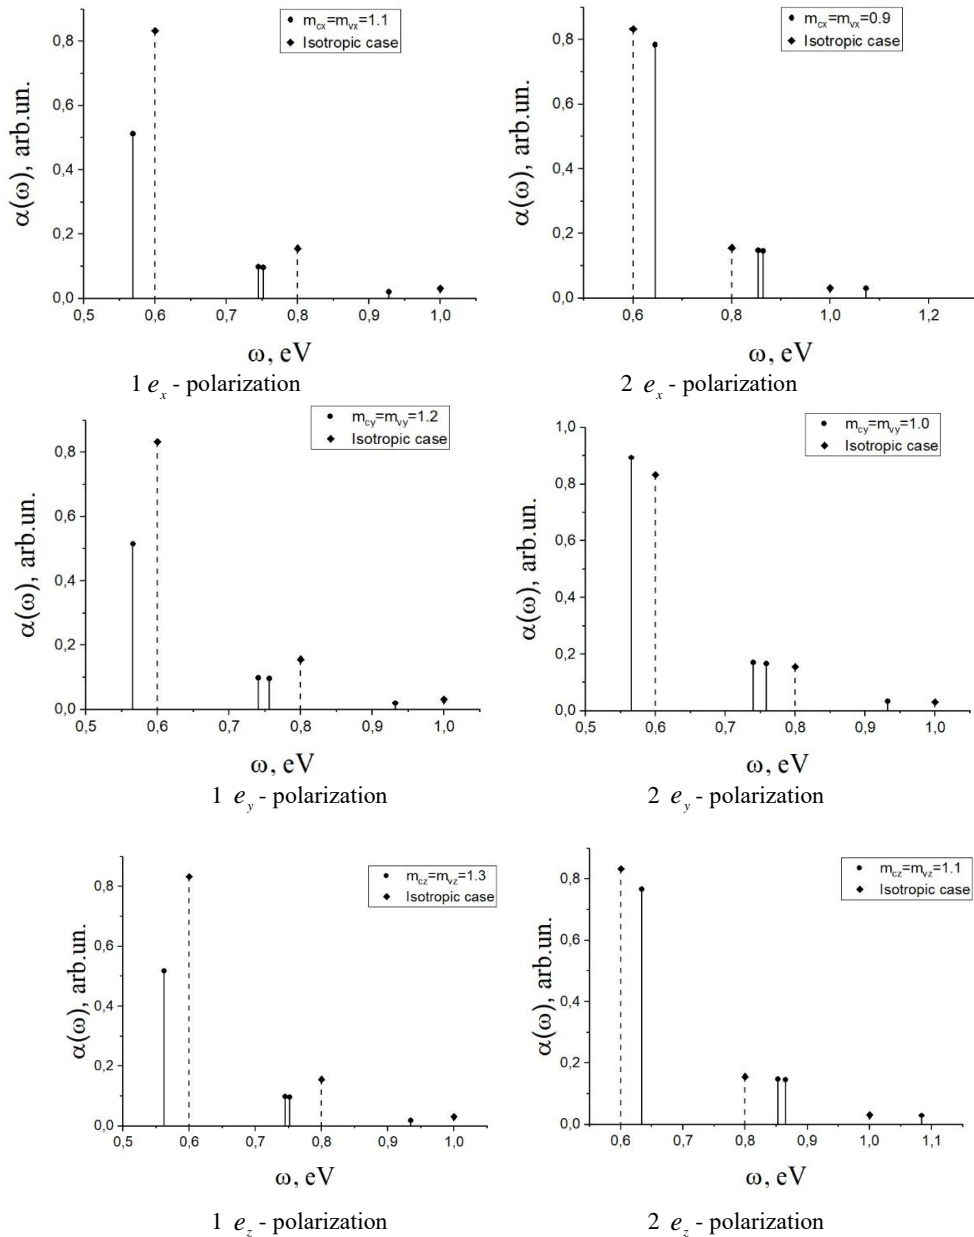 m_cx=m_vx=1.1
Isotropic case
α(ω), arb.un.
0,8
0,6
0,4
0,2
0,0
0,5 0,6 0,7 0,8 0,9 1,0
ω, eV
1 e_x - polarization
m_cx=m_vx=0.9
Isotropic case
α(ω), arb.un.
0,8
0,6
0,4
0,2
0,0
0,6 0,8 1,0 1,2
ω, eV
2 e_x - polarization
m_cy=m_vy=1.2
Isotropic case
α(ω), arb.un.
0,8
0,6
0,4
0,2
0,0
0,5 0,6 0,7 0,8 0,9 1,0
ω, eV
1 e_y - polarization
m_cy=m_vy=1.0
Isotropic case
α(ω), arb.un.
1,0
0,8
0,6
0,4
0,2
0,0
0,5 0,6 0,7 0,8 0,9 1,0
ω, eV
2 e_y - polarization
m_cz=m_vz=1.3
Isotropic case
α(ω), arb.un.
0,8
0,6
0,4
0,2
0,0
0,5 0,6 0,7 0,8 0,9 1,0
ω, eV
1 e_z - polarization
m_cz=m_vz=1.1
Isotropic case
α(ω), arb.un.
0,8
0,6
0,4
0,2
0,0
0,6 0,7 0,8 0,9 1,0 1,1
ω, eV
2 e_z - polarization